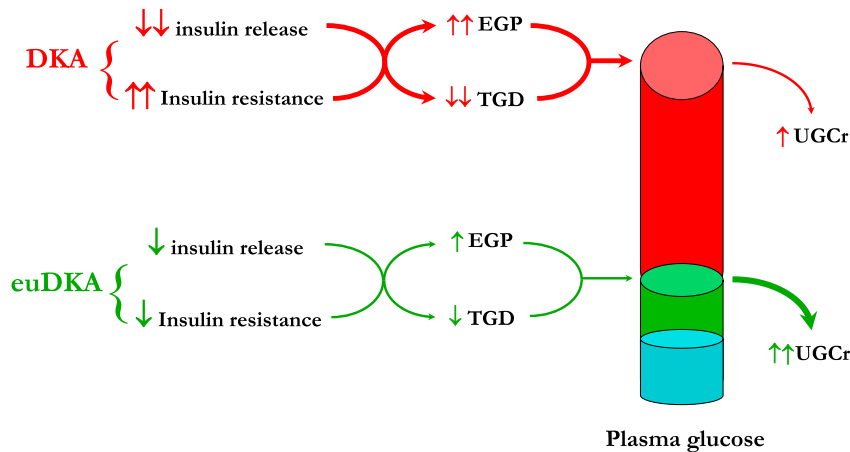 ↓↓ insulin release
DKA {
↑↑ Insulin resistance
↑↑ EGP
↓↓ TGD
↑ UGCr
↓ insulin release
euDKA {
↓ Insulin resistance
↑ EGP
↓ TGD
↑↑UGCr
Plasma glucose